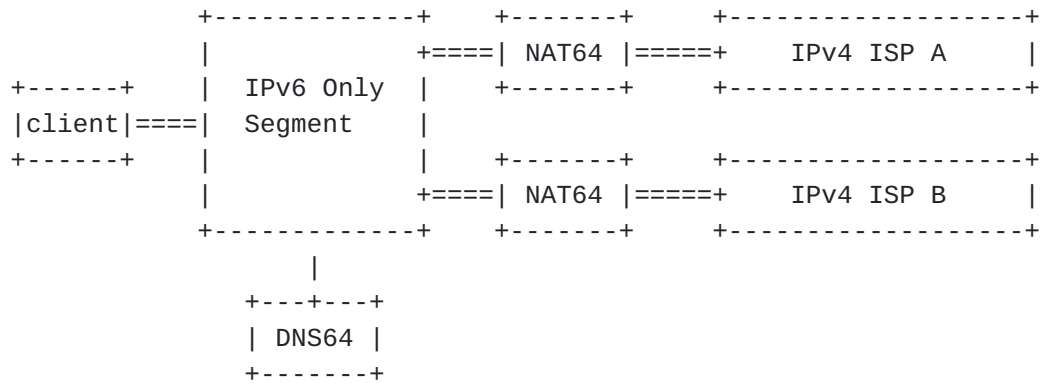 NAT64 IPv4 ISP A
IPv6 Only
client Segment
NAT64 IPv4 ISP B
DNS64